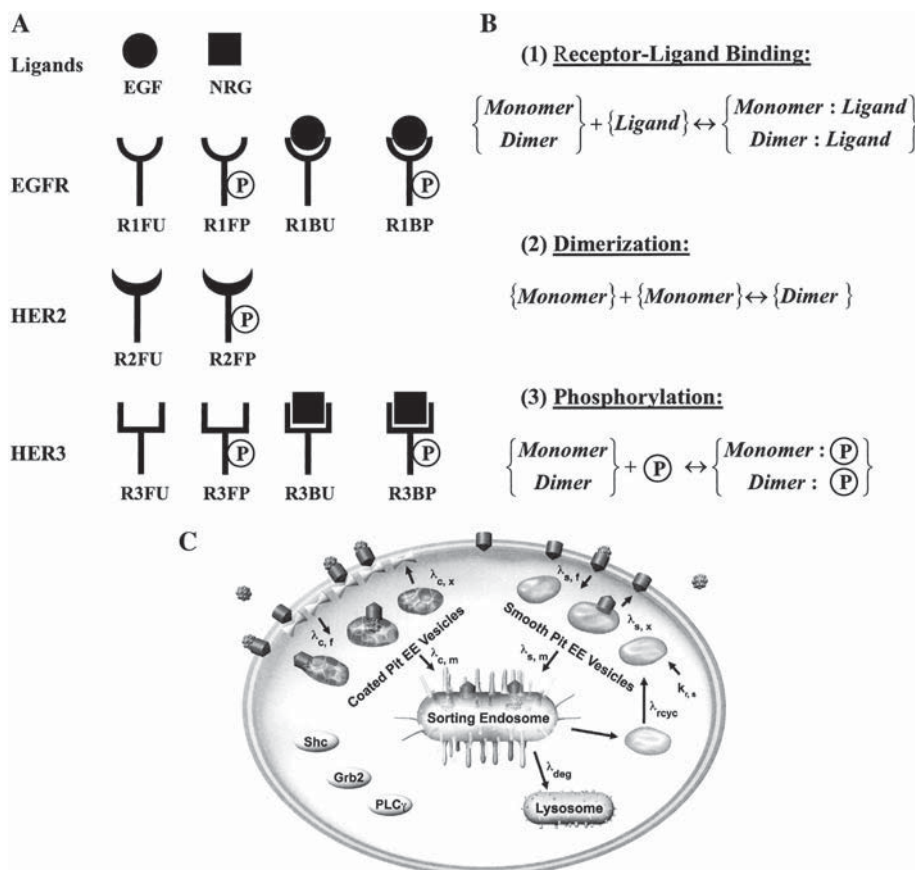 A
Ligands
EGF NRG
EGFR
P P
R1FU R1FP R1BU R1BP
HER2
P
R2FU R2FP
HER3
P P
R3FU R3FP R3BU R3BP
B
(1) Receptor-Ligand Binding:
{Monomer Dimer} + {Ligand} ↔ {Monomer : Ligand Dimer : Ligand}
(2) Dimerization:
{Monomer} + {Monomer} ↔ {Dimer }
(3) Phosphorylation:
{Monomer Dimer} + P ↔ {Monomer : P Dimer : P}
C
λc, x
λc, f
Coated Pit EE Vesicles
λc, m
λs, f
λs, x
Smooth Pit EE Vesicles
λs, m
kr, s
λrcyc
Sorting Endosome
λdeg
Lysosome
Shc
Grb2
PLCγ